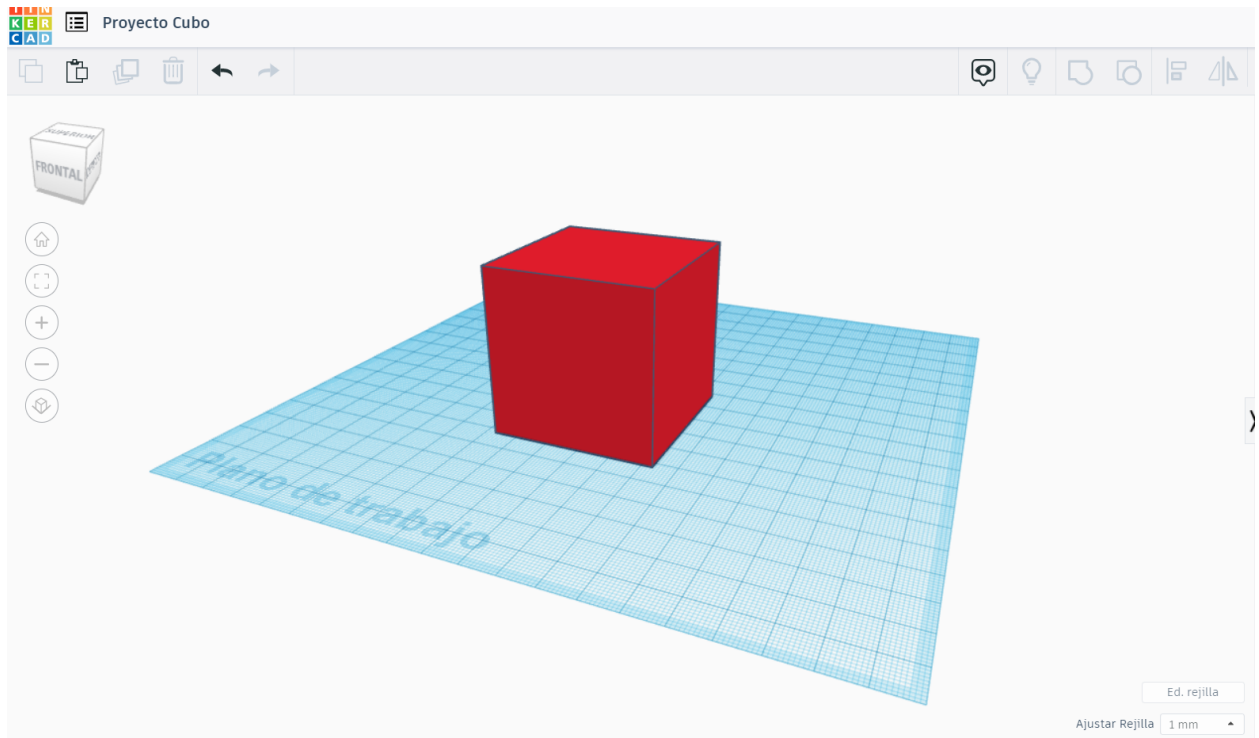 TIN
KER
CAD
Proyecto Cubo
SUPERIOR
FRONTAL
Plano de trabajo
Ed. rejilla
Ajustar Rejilla
1 mm